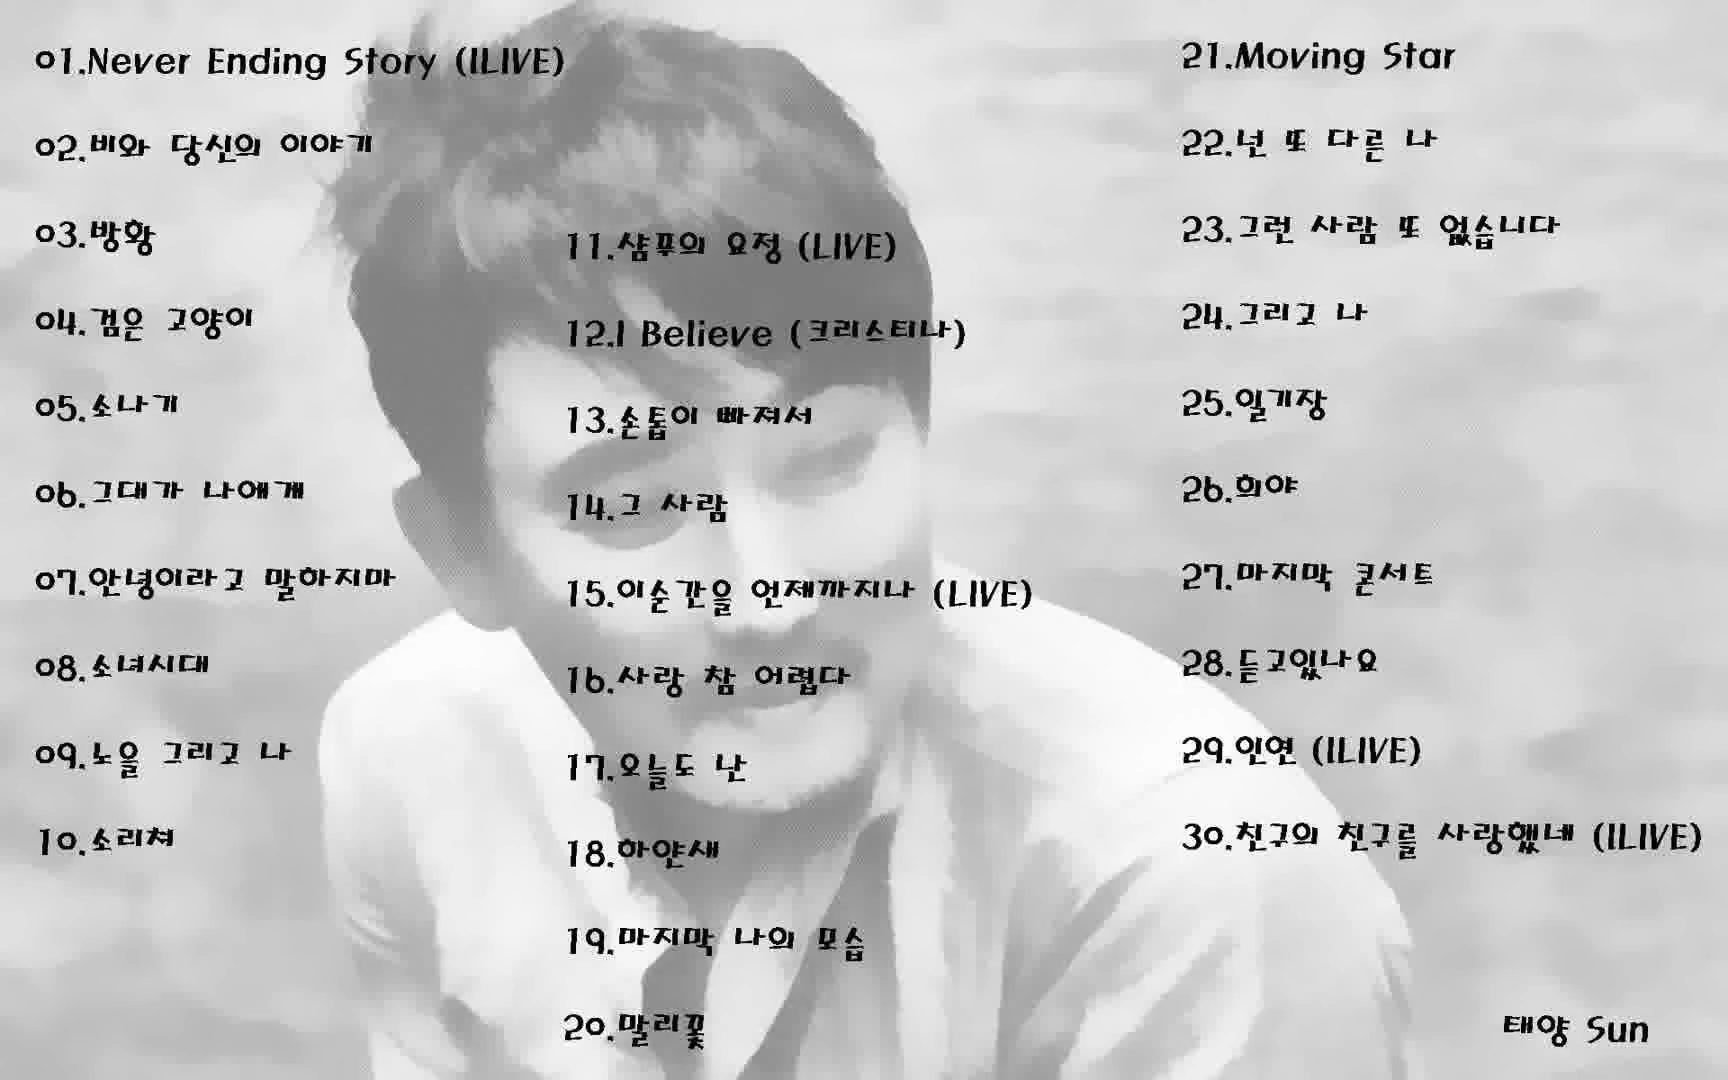 01.Never Ending Story (ILIVE)
02.비와 당신의 이야기
03.방황
04.검은 고양이
05.소나기
06.그대가 나에게
07.안녕이라고 말하지마
08.소녀시대
09.노을 그리고 나
10.소리쳐
11.샴푸의 요정 (LIVE)
12.I Believe (크리스티나)
13.손톱이 빠져서
14.그 사람
15.이순간을 언제까지나 (LIVE)
16.사랑 참 어렵다
17.오늘도 난
18.하얀새
19.마지막 나의 모습
20.말리꽃
21.Moving Star
22.넌 또 다른 나
23.그런 사람 또 없습니다
24.그리고 나
25.일기장
26.희야
27.마지막 콘서트
28.듣고있나요
29.인연 (ILIVE)
30.친구의 친구를 사랑했네 (ILIVE)
태양 Sun